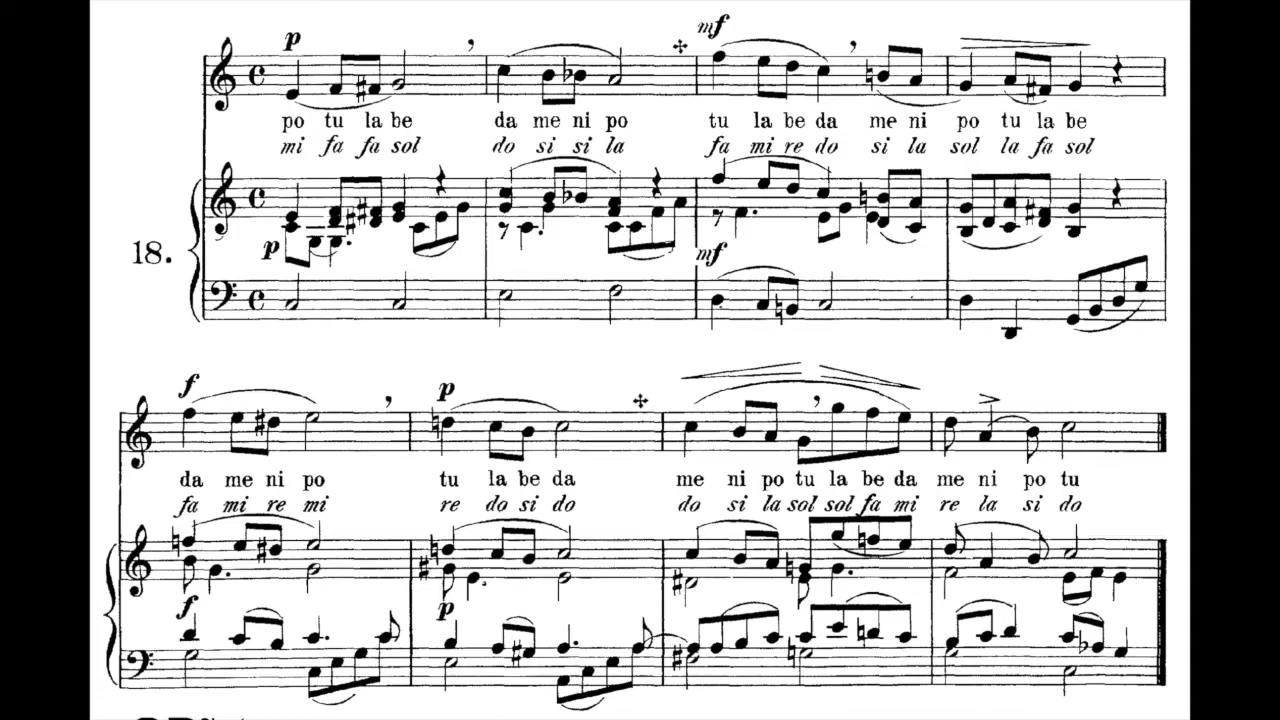 p mf
po tu la be da me ni po tu la be da me ni po tu la be
mi fa fa sol do si si la fa mi re do si la sol la fa sol
18.
p mf
f p
da me ni po tu la be da me ni po tu la be da me ni po tu
fa mi re mi re do si do do si la sol sol fa mi re la si do
f p